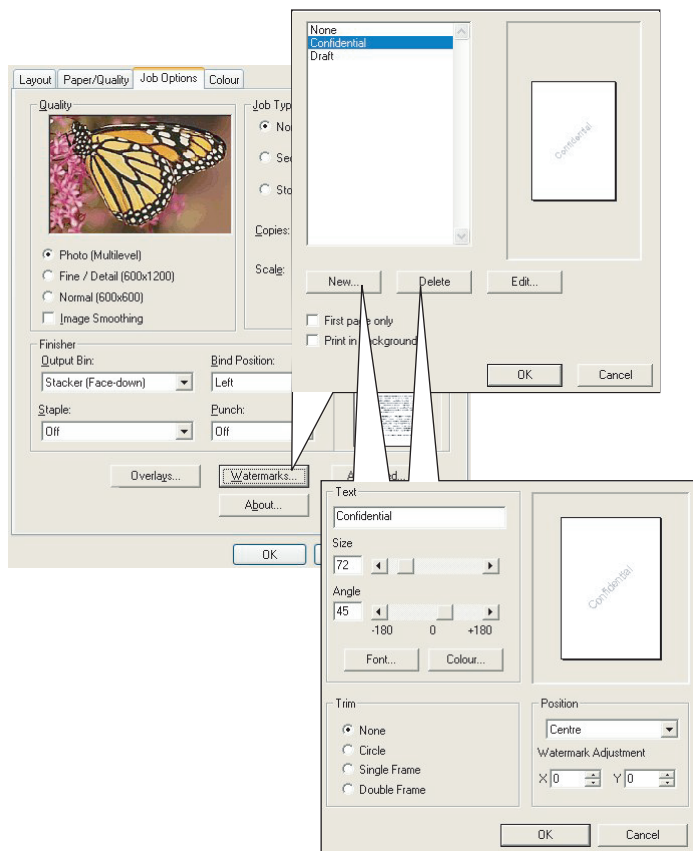 None
Confidential
Draft
Confidential
New... Delete Edit...
First page only
Print in background
OK Cancel
Layout Paper/Quality Job Options Colour
Quality
Photo (Multilevel)
Fine / Detail (600x1200)
Normal (600x600)
Image Smoothing
Job Typ
No
Sec
Sto
Copies:
Scale:
Finisher
Output Bin: Bind Position:
Stacker (Face-down) Left
Staple: Punch:
Off Off
Overlays... Watermarks...
About...
OK
Text
Confidential
Size
72
Angle
45
-180 0 +180
Font... Colour...
Confidential
Trim
None
Circle
Single Frame
Double Frame
Position
Centre
Watermark Adjustment
X 0 Y 0
OK Cancel